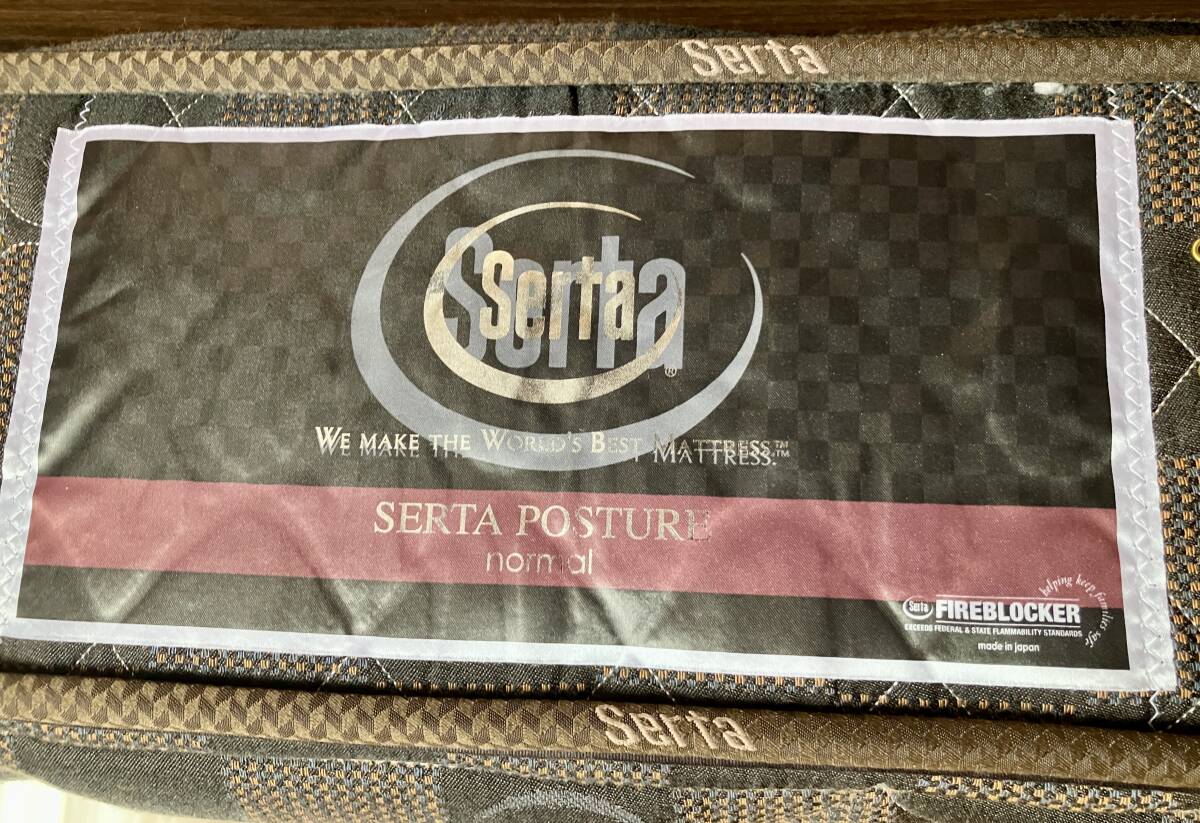 Serta
Serta
Serta
®
WE MAKE THE WORLD'S BEST MATTRESS.™
SERTA POSTURE
normal
helping keep families safe
Serta FIREBLOCKER
EXCEEDS FEDERAL & STATE FLAMMABILITY STANDARDS
made in japan
Serta